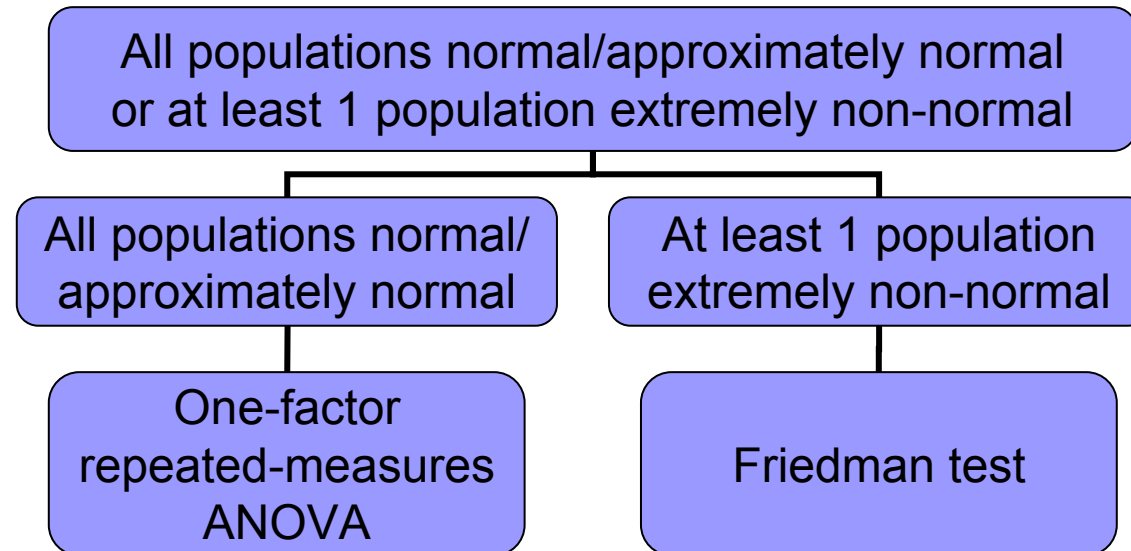 All populations normal/approximately normal
or at least 1 population extremely non-normal
All populations normal/
approximately normal
At least 1 population
extremely non-normal
One-factor
repeated-measures
ANOVA
Friedman test